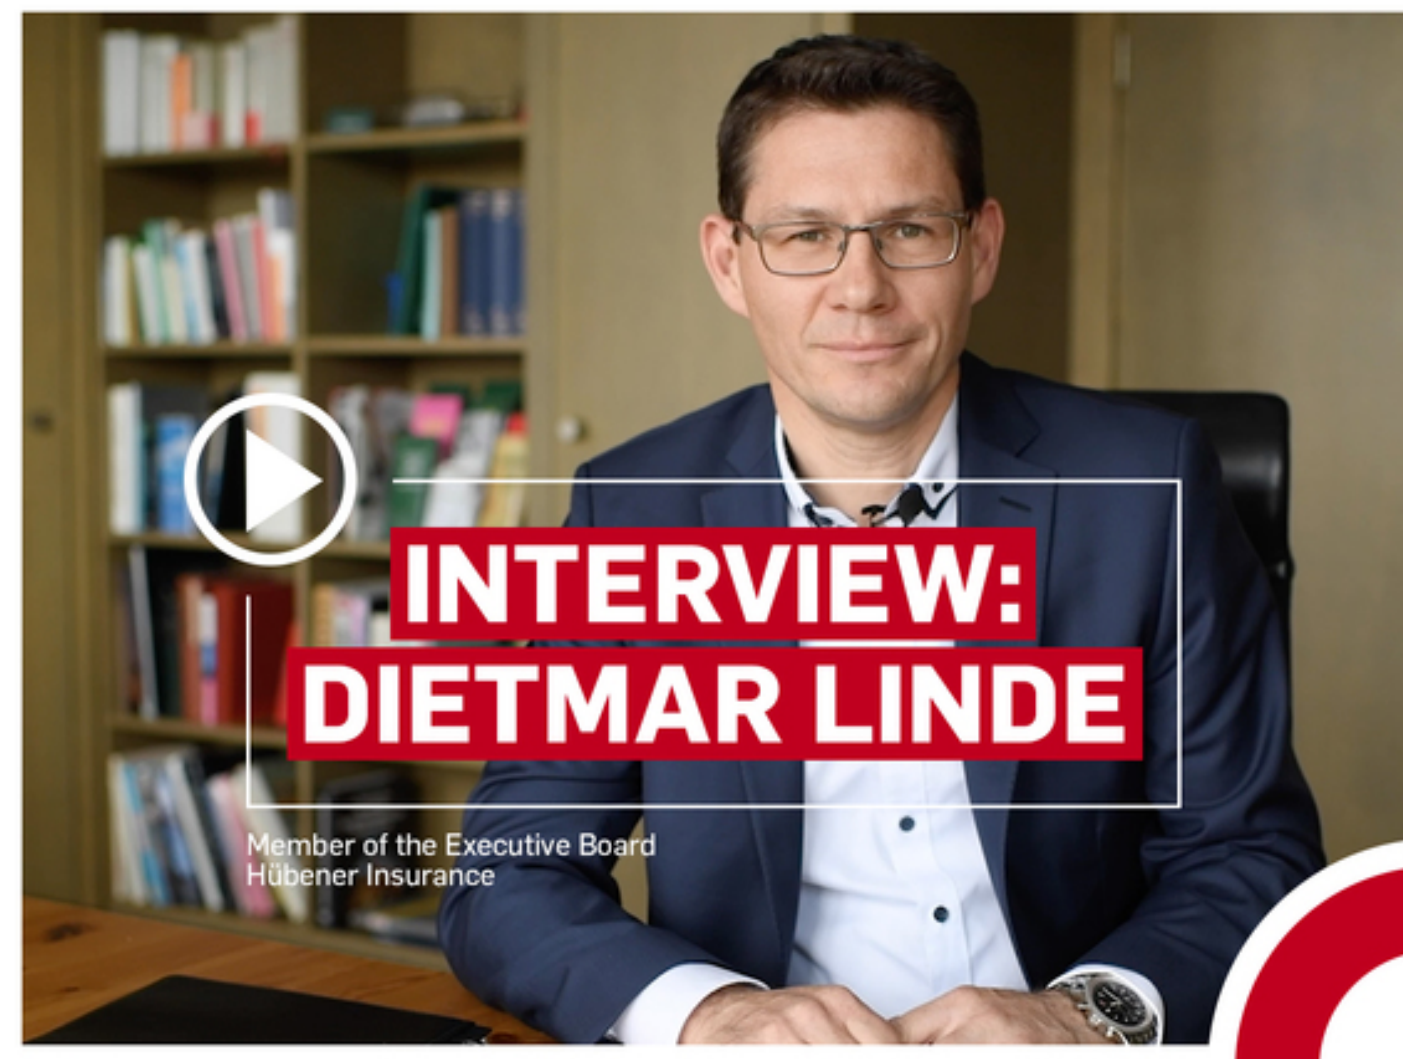 INTERVIEW:
DIETMAR LINDE
Member of the Executive Board
Hübener Insurance